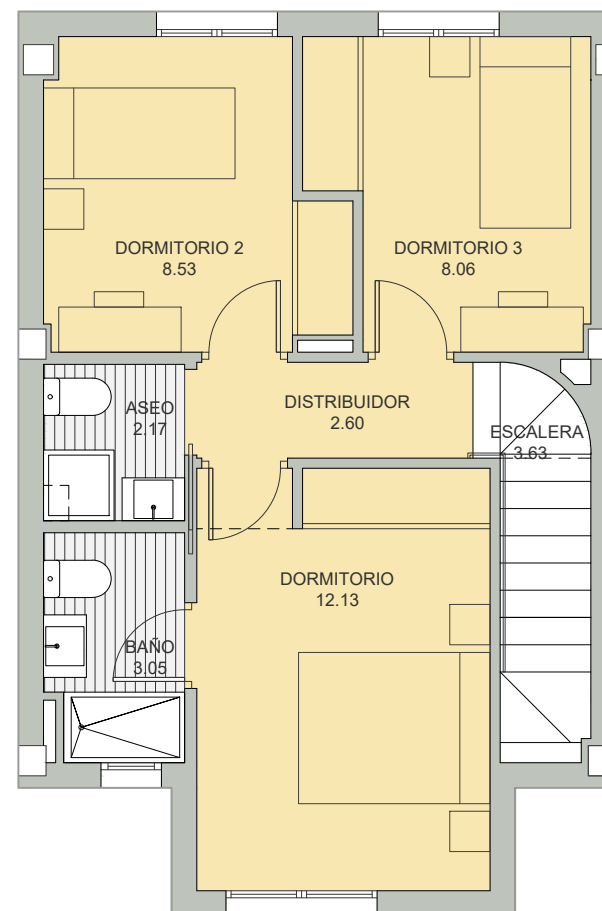 DORMITORIO 2
8.53
DORMITORIO 3
8.06
ASEO
2.17
DISTRIBUIDOR
2.60
ESCALERA
3.63
DORMITORIO
12.13
BAÑO
3.05